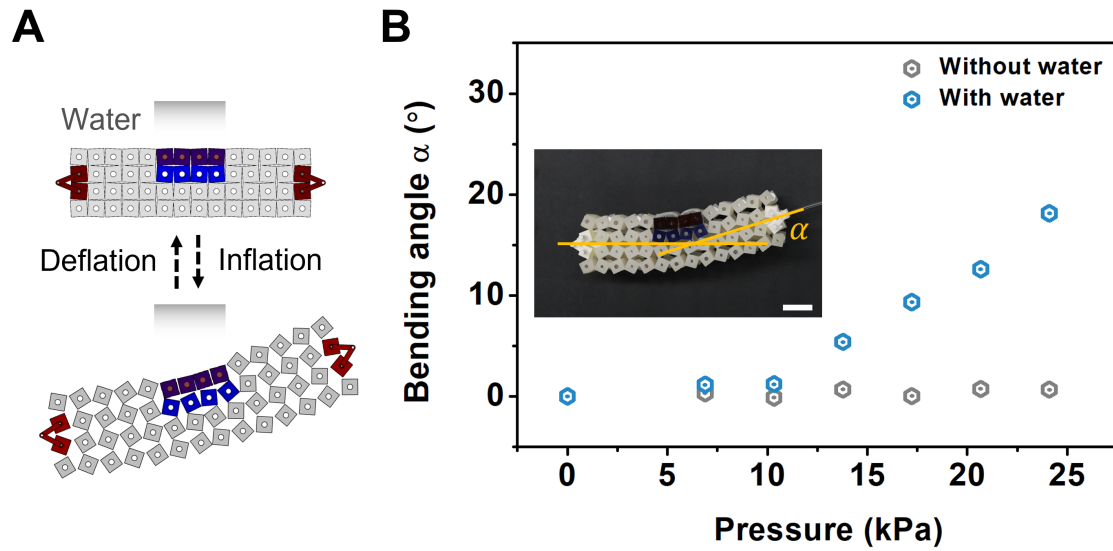 A
Water
Deflation
Inflation
B
Bending angle α (°)
30
20
10
0
Without water
With water
α
0
5
10
15
20
25
Pressure (kPa)